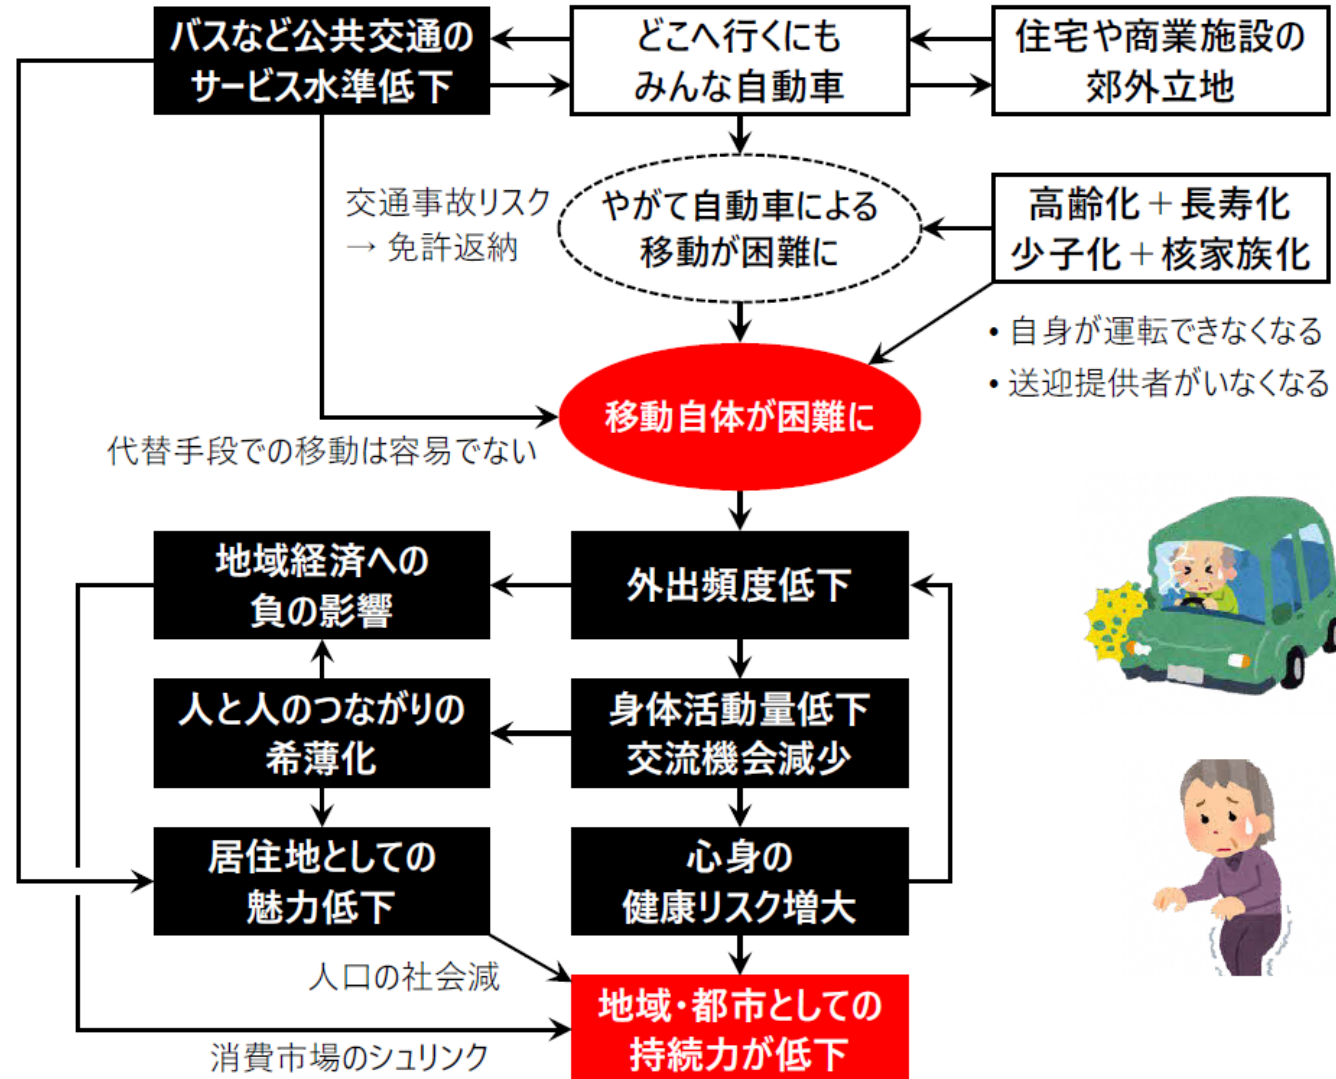 バスなど公共交通の
サービス水準低下
どこへ行くにも
みんな自動車
住宅や商業施設の
郊外立地
交通事故リスク
→ 免許返納
やがて自動車による
移動が困難に
高齢化＋長寿化
少子化＋核家族化
• 自身が運転できなくなる
• 送迎提供者がいなくなる
移動自体が困難に
代替手段での移動は容易でない
地域経済への
負の影響
外出頻度低下
人と人のつながりの
希薄化
身体活動量低下
交流機会減少
居住地としての
魅力低下
心身の
健康リスク増大
人口の社会減
地域・都市としての
持続力が低下
消費市場のシュリンク